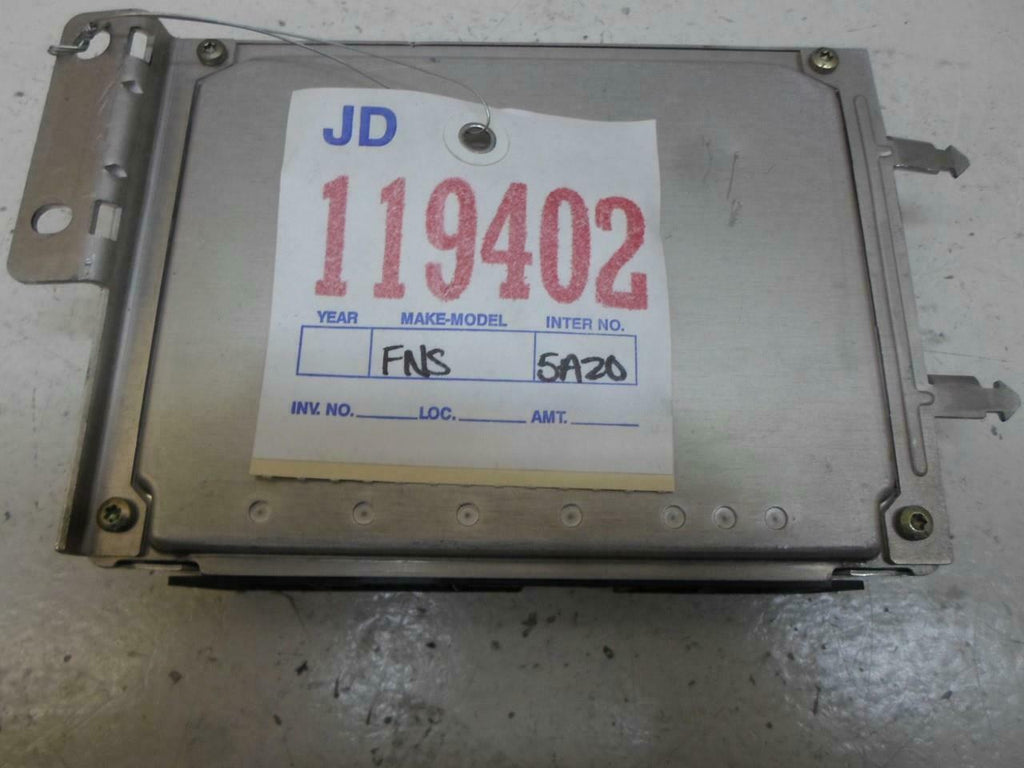 JD
119402
YEAR MAKE-MODEL INTER NO.
FNS 5A20
INV. NO. LOC. AMT.